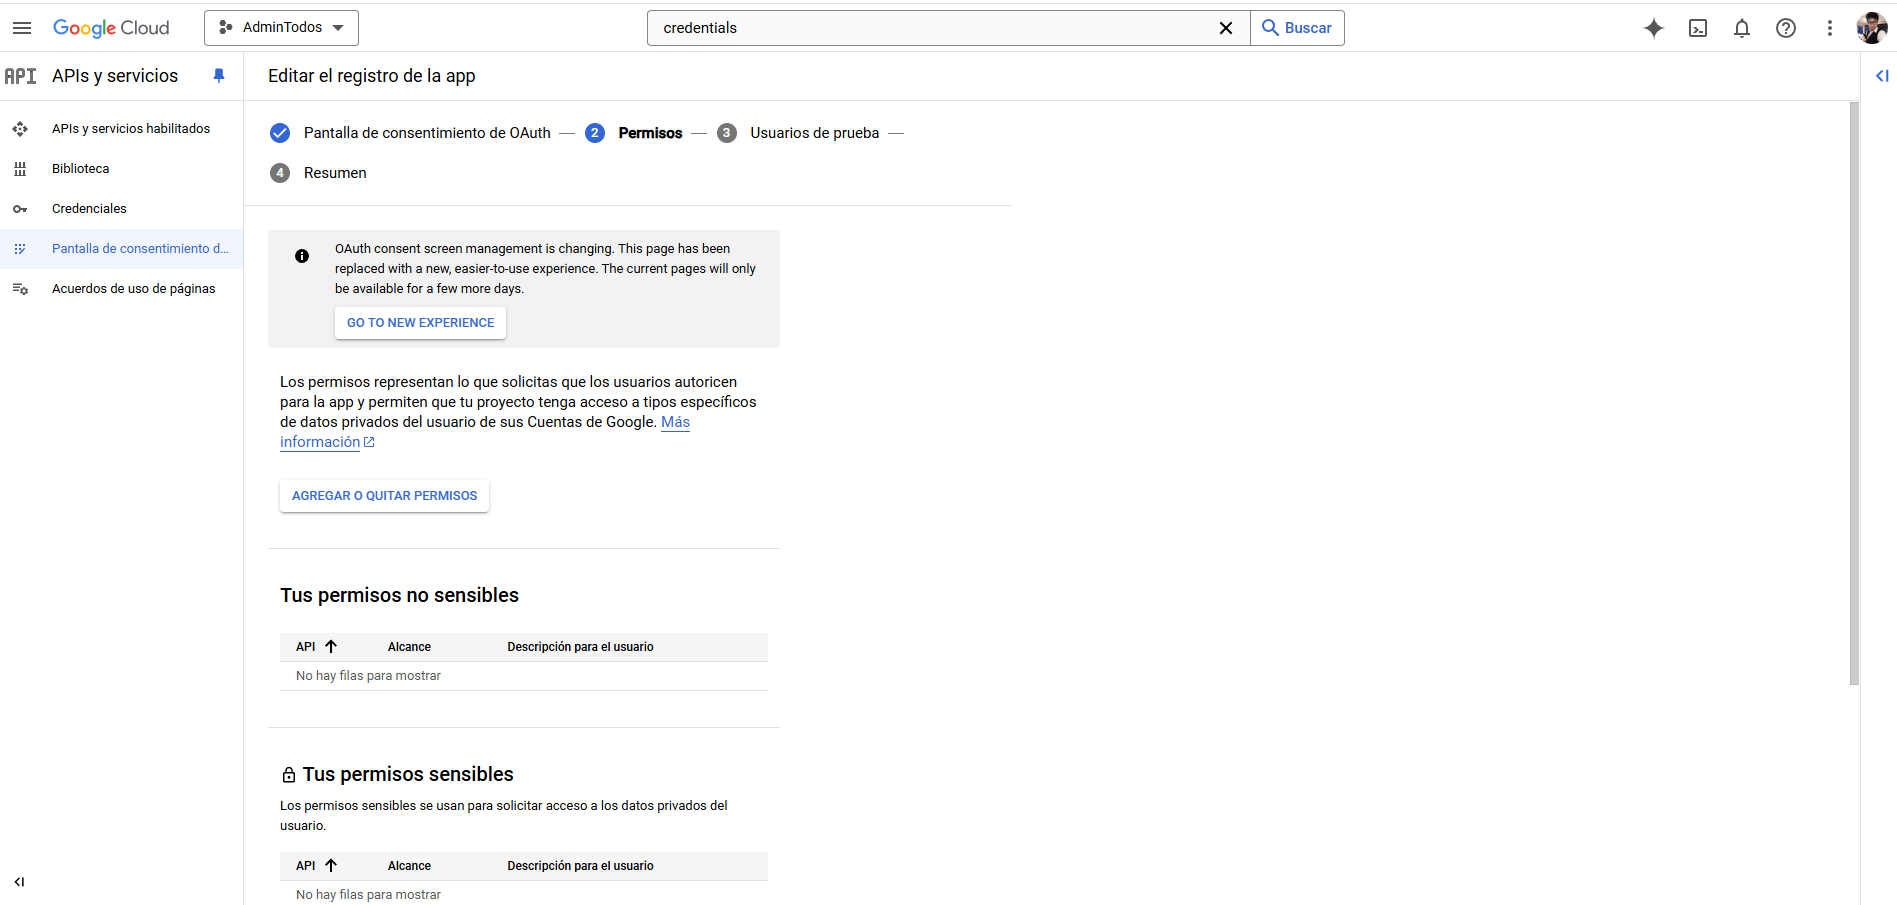 Google Cloud
AdminTodos
credentials
Buscar
API
APIs y servicios
Editar el registro de la app
APIs y servicios habilitados
Biblioteca
Credenciales
Pantalla de consentimiento d...
Acuerdos de uso de páginas
Pantalla de consentimiento de OAuth
2
Permisos
3
Usuarios de prueba
4
Resumen
OAuth consent screen management is changing. This page has been
replaced with a new, easier-to-use experience. The current pages will only
be available for a few more days.
GO TO NEW EXPERIENCE
Los permisos representan lo que solicitas que los usuarios autoricen
para la app y permiten que tu proyecto tenga acceso a tipos específicos
de datos privados del usuario de sus Cuentas de Google. Más
información
AGREGAR O QUITAR PERMISOS
Tus permisos no sensibles
API Alcance Descripción para el usuario
No hay filas para mostrar
Tus permisos sensibles
Los permisos sensibles se usan para solicitar acceso a los datos privados del
usuario.
API Alcance Descripción para el usuario
No hay filas para mostrar